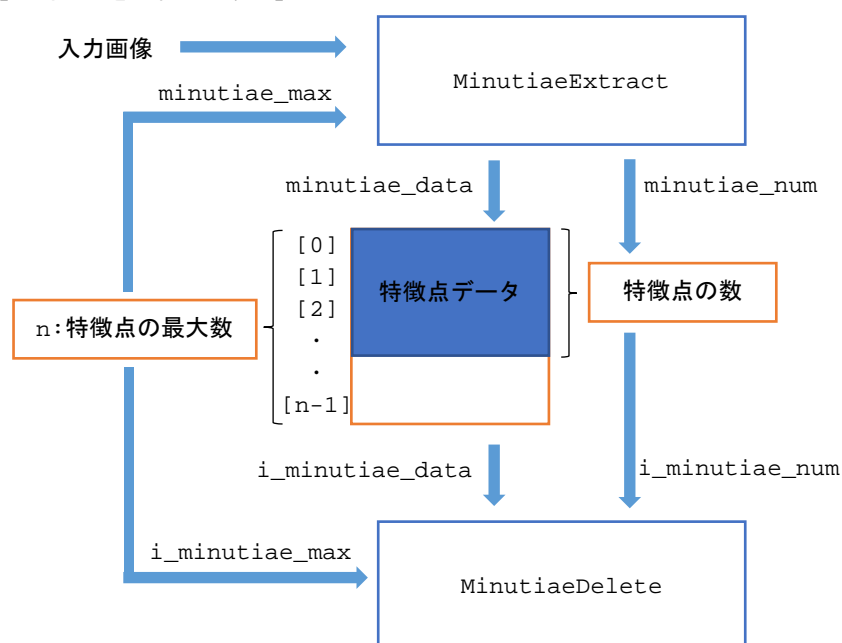 入力画像
MinutiaeExtract
minutiae_max
minutiae_data
minutiae_num
[0]
[1]
[2]
.
.
[n-1]
特徴点データ
特徴点の数
n:特徴点の最大数
i_minutiae_data
i_minutiae_num
i_minutiae_max
MinutiaeDelete